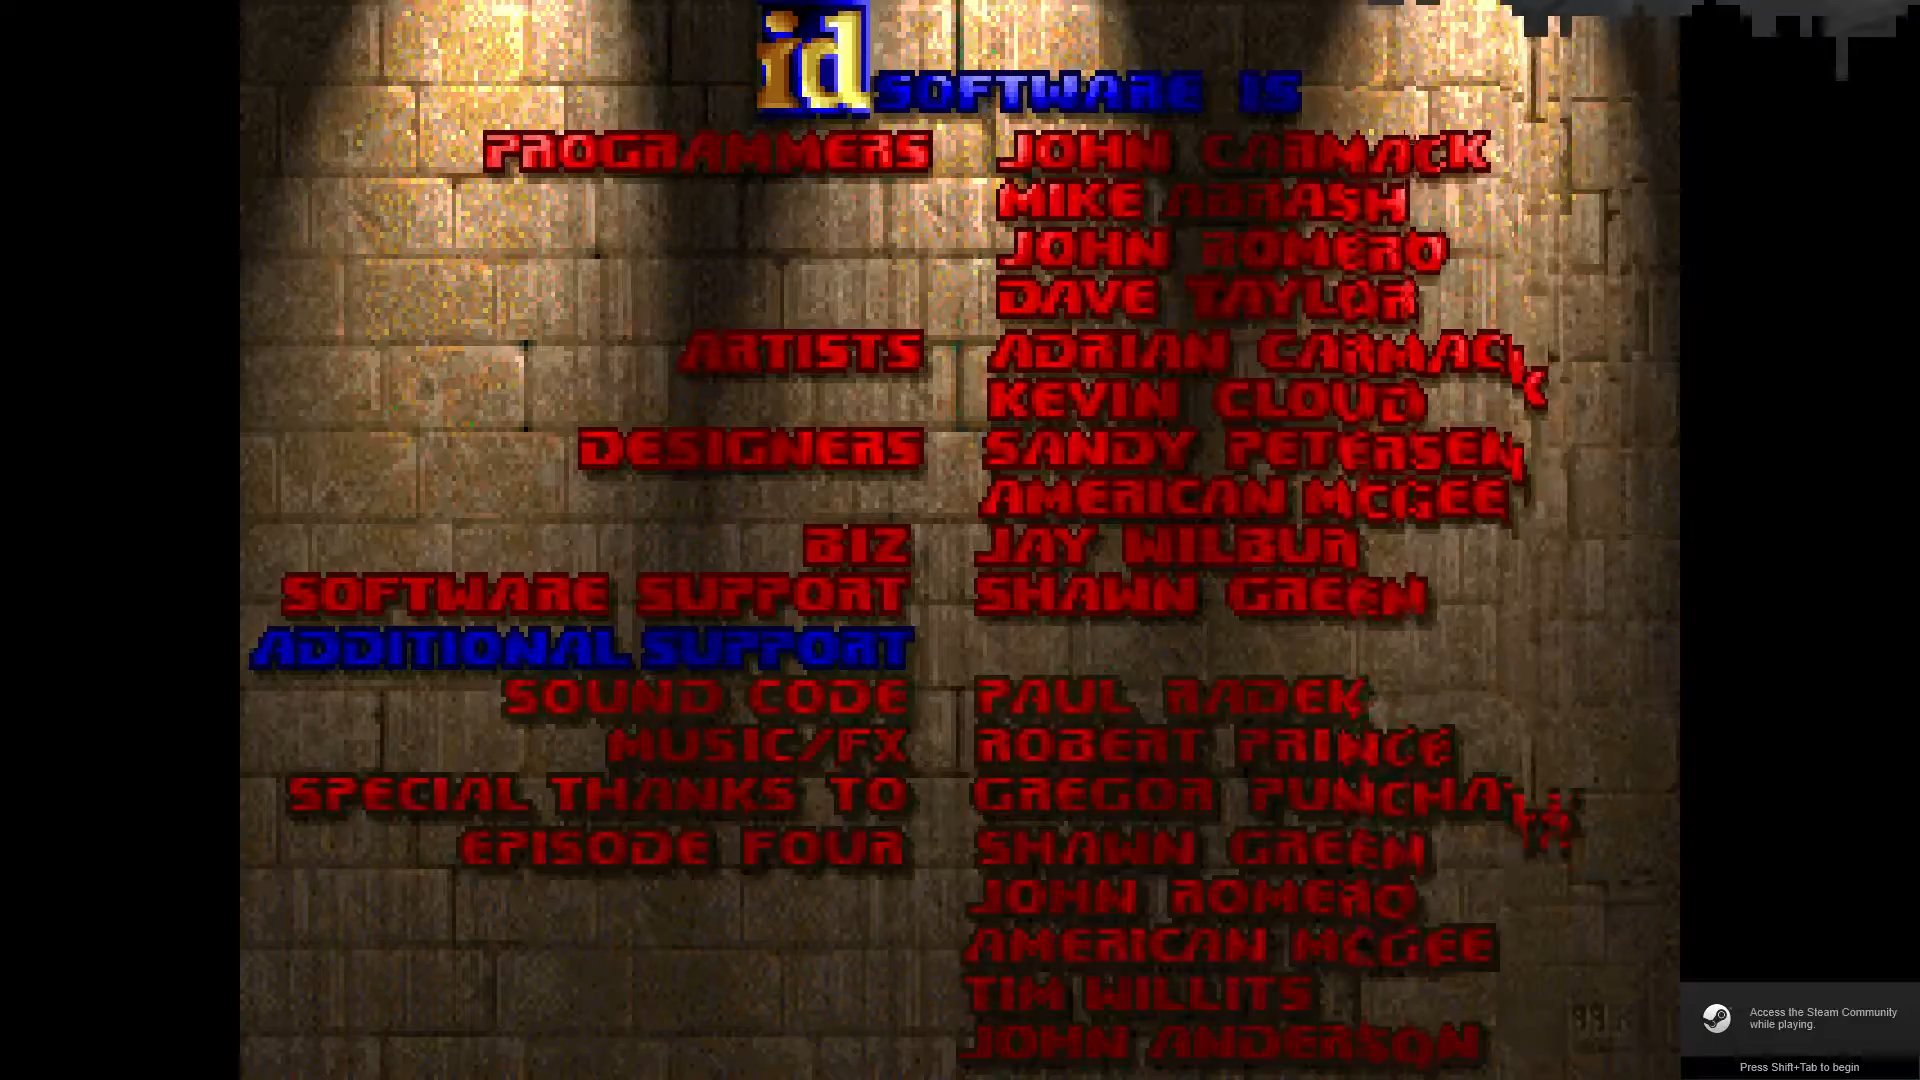 id SOFTWARE IS
PROGRAMMERS JOHN CARMACK
MIKE ABRASH
JOHN ROMERO
DAVE TAYLOR
ARTISTS ADRIAN CARMACK
KEVIN CLOUD
DESIGNERS SANDY PETERSEN
AMERICAN MCGEE
BIZ JAY WILBUR
SOFTWARE SUPPORT SHAWN GREEN
ADDITIONAL SUPPORT
SOUND CODE PAUL RADEK
MUSIC/FX ROBERT PRINCE
SPECIAL THANKS TO GREGOR PUNCHATZ
EPISODE FOUR SHAWN GREEN
JOHN ROMERO
AMERICAN MCGEE
TIM WILLITS
JOHN ANDERSON
Access the Steam Community
while playing.
Press Shift+Tab to begin